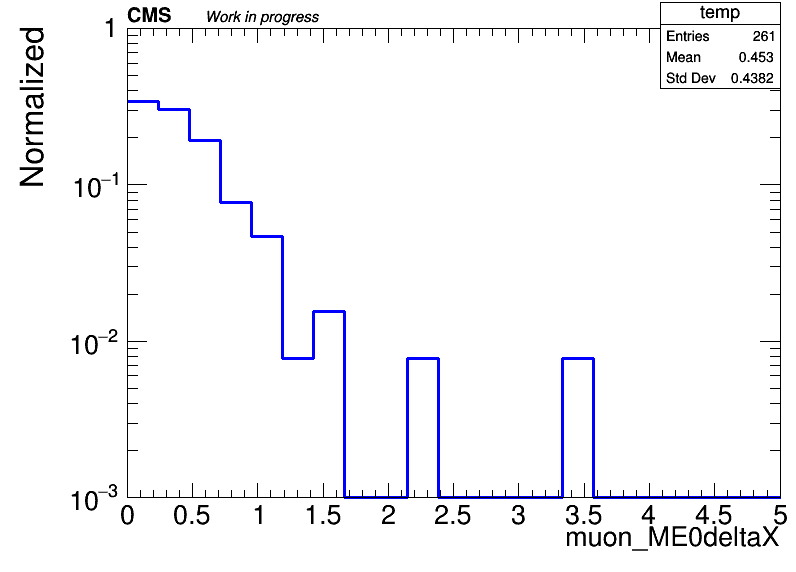 CMS Work in progress
temp
Entries 261
Mean 0.453
Std Dev 0.4382
Normalized
1
10⁻¹
10⁻²
10⁻³
0 0.5 1 1.5 2 2.5 3 3.5 4 4.5 5
muon_ME0deltaX